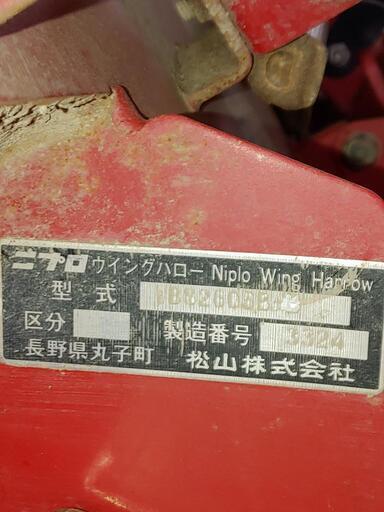 ニプロ ウイングハロー Niplo Wing Harrow
型式
区分 製造番号 3324
長野県丸子町 松山株式会社